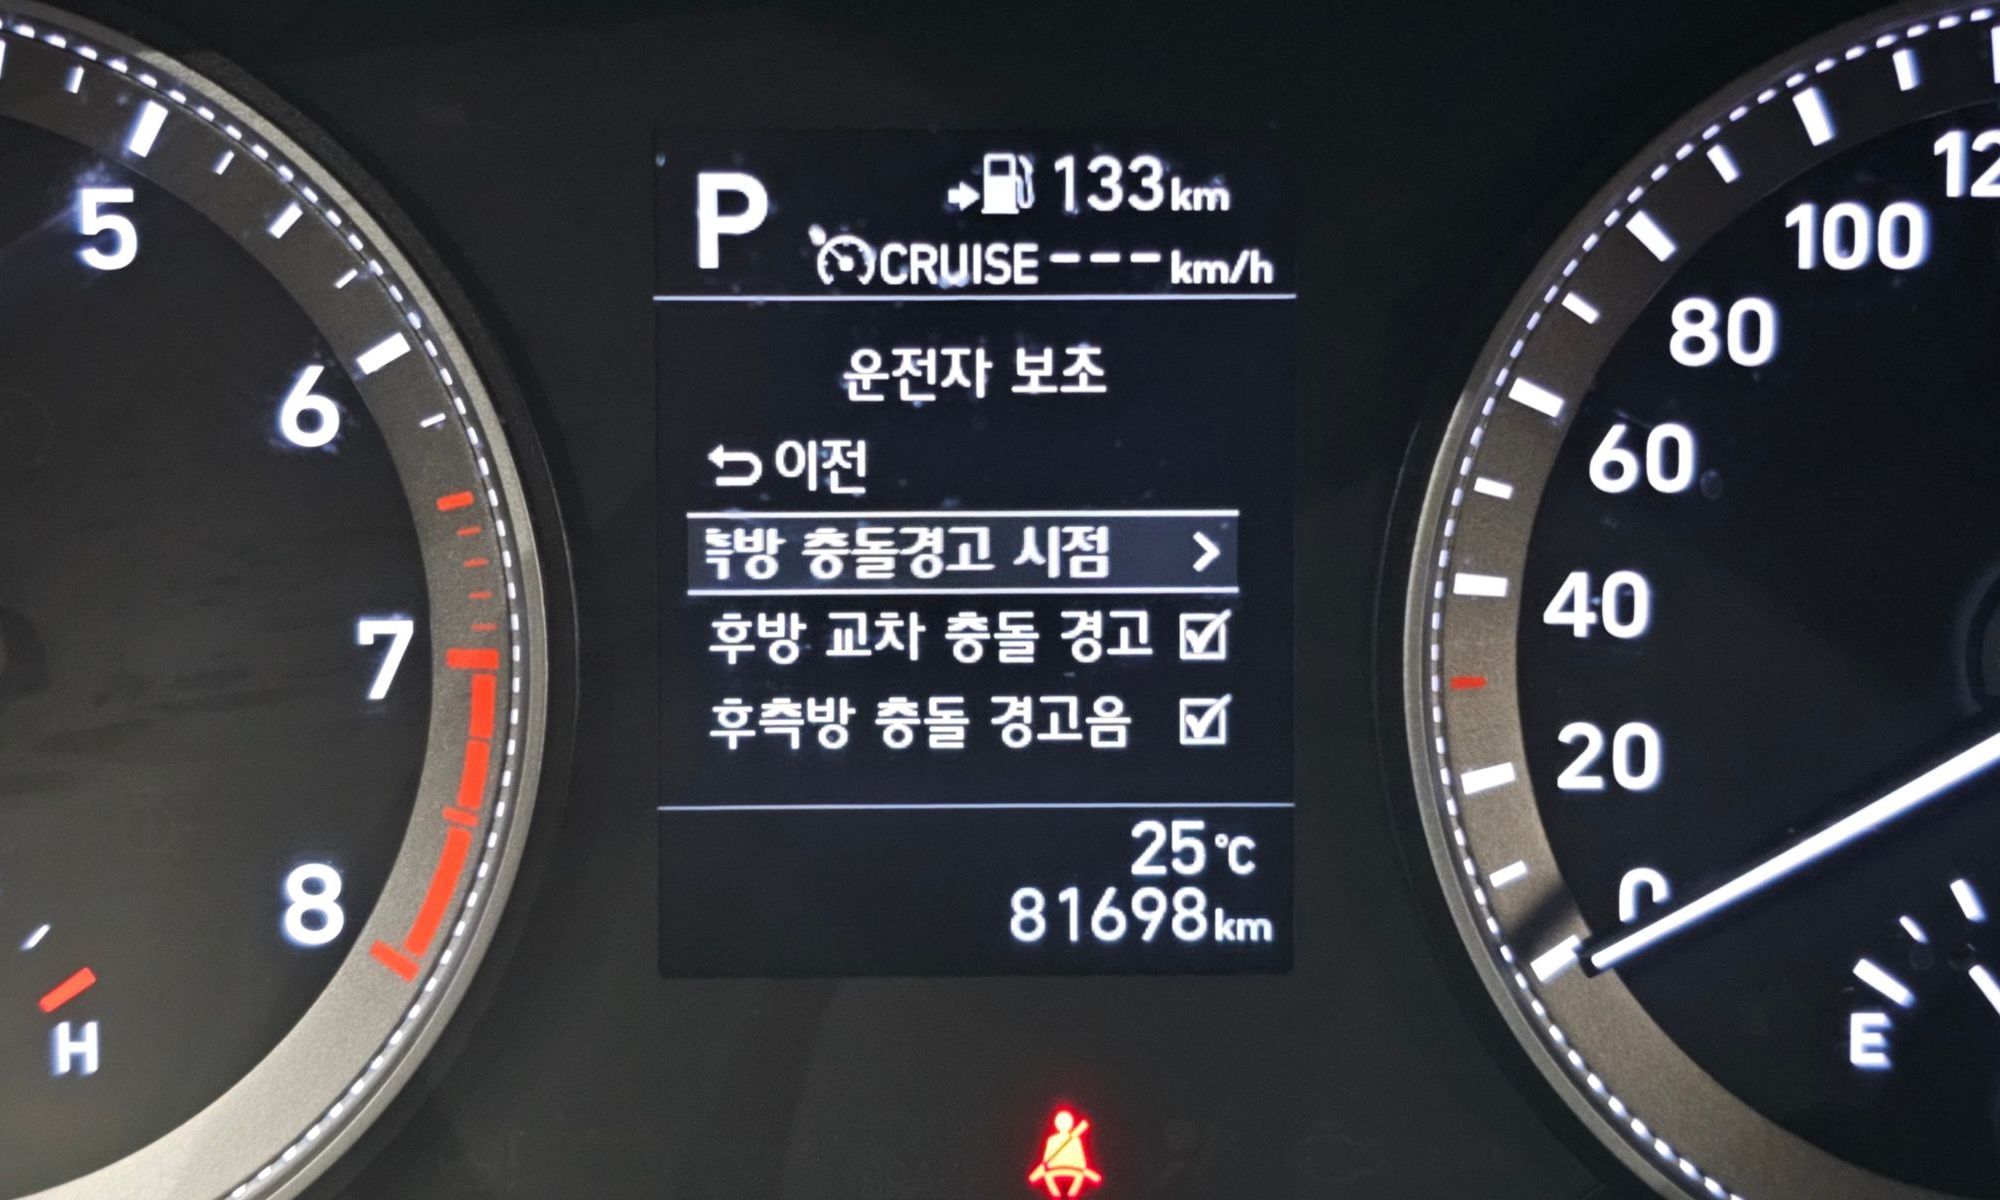 5
6
7
8
H
P
133km
CRUISE---km/h
운전자 보조
이전
방 충돌경고 시점
후방 교차 충돌 경고
후측방 충돌 경고음
25°C
81698km
12
100
80
60
40
20
0
E